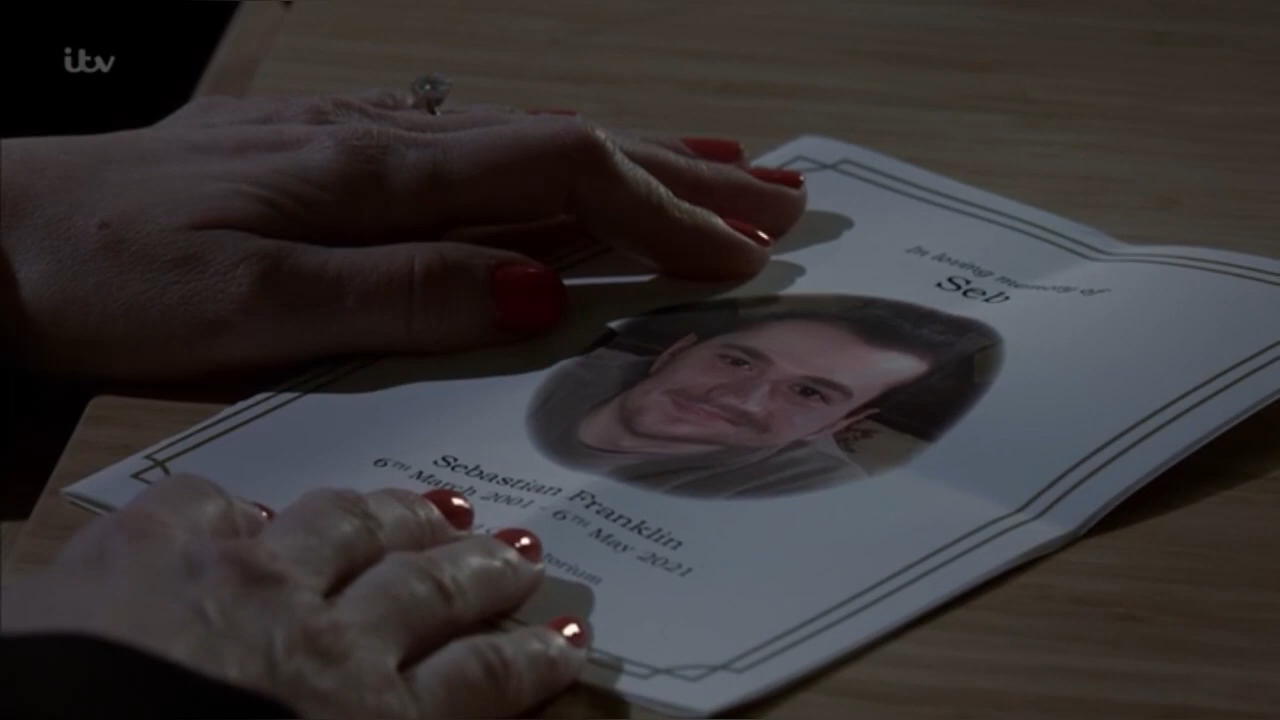 itv
In loving memory of
Seb
Sebastian Franklin
6TH March 2001 - 6TH May 2021